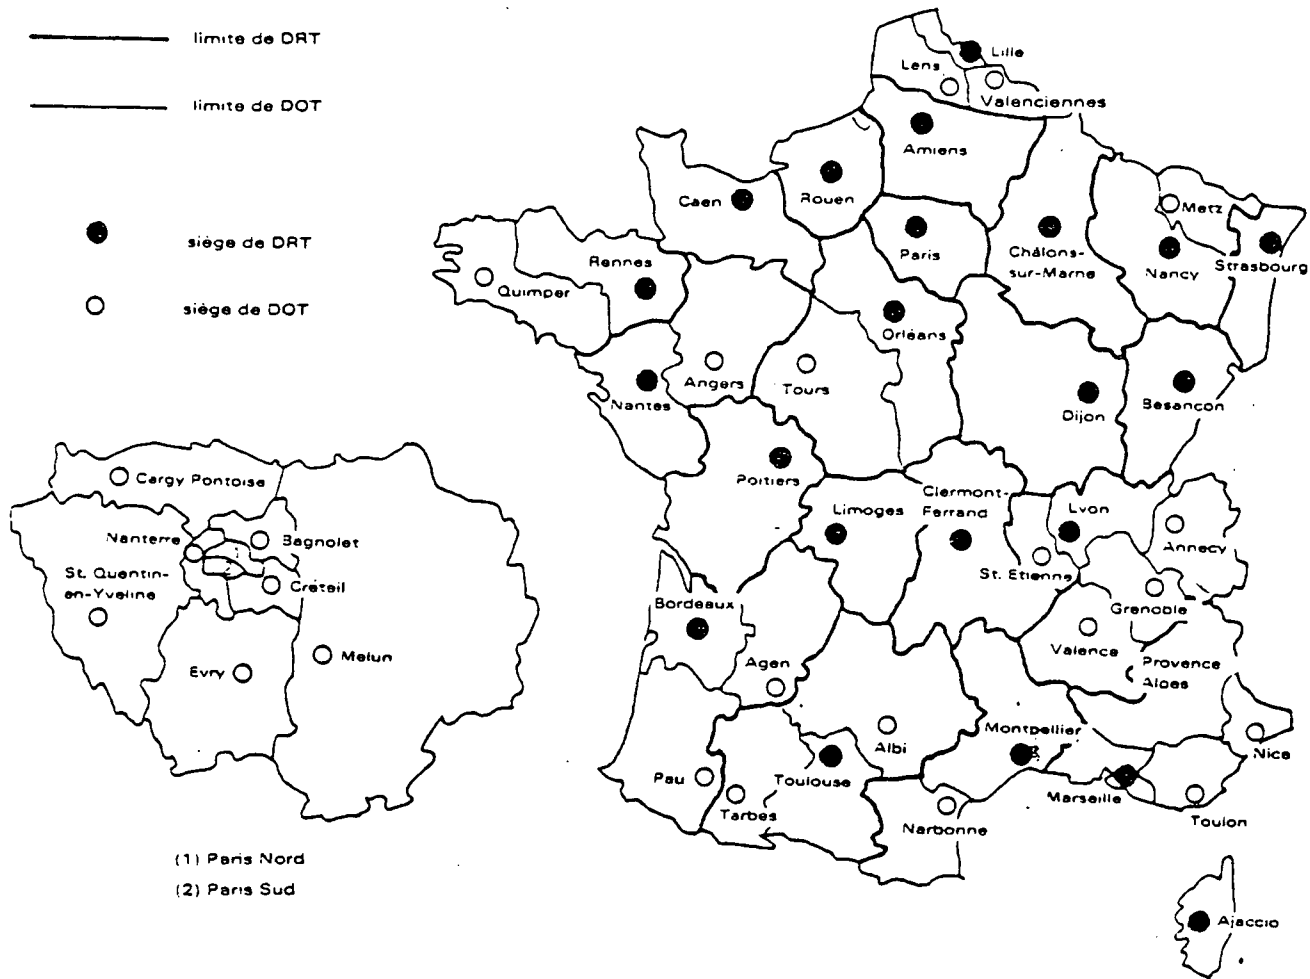 limite de DRT
limite de DOT
siège de DRT
siège de DOT
Lille
Lens
Valenciennes
Amiens
Rouen
Caen
Metz
Paris
Châlons-
sur-Marne
Nancy
Strasbourg
Rennes
Quimper
Orléans
Angers
Tours
Nantes
Dijon
Besancon
Poitiers
Limoges
Clermont-
Ferrand
Lyon
Annecy
St. Etienne
Grenoble
Bordeaux
Agen
Valence
Provence
Alpes
Albi
Montpellier
Nice
Pau
Tarbes
Toulouse
Narbonne
Marseille
Toulon
Ajaccio
Cargy Pontoise
Nanterre
Bagnolet
St. Quentin-
en-Yveline
Créteil
Evry
Melun
(1) Paris Nord
(2) Paris Sud